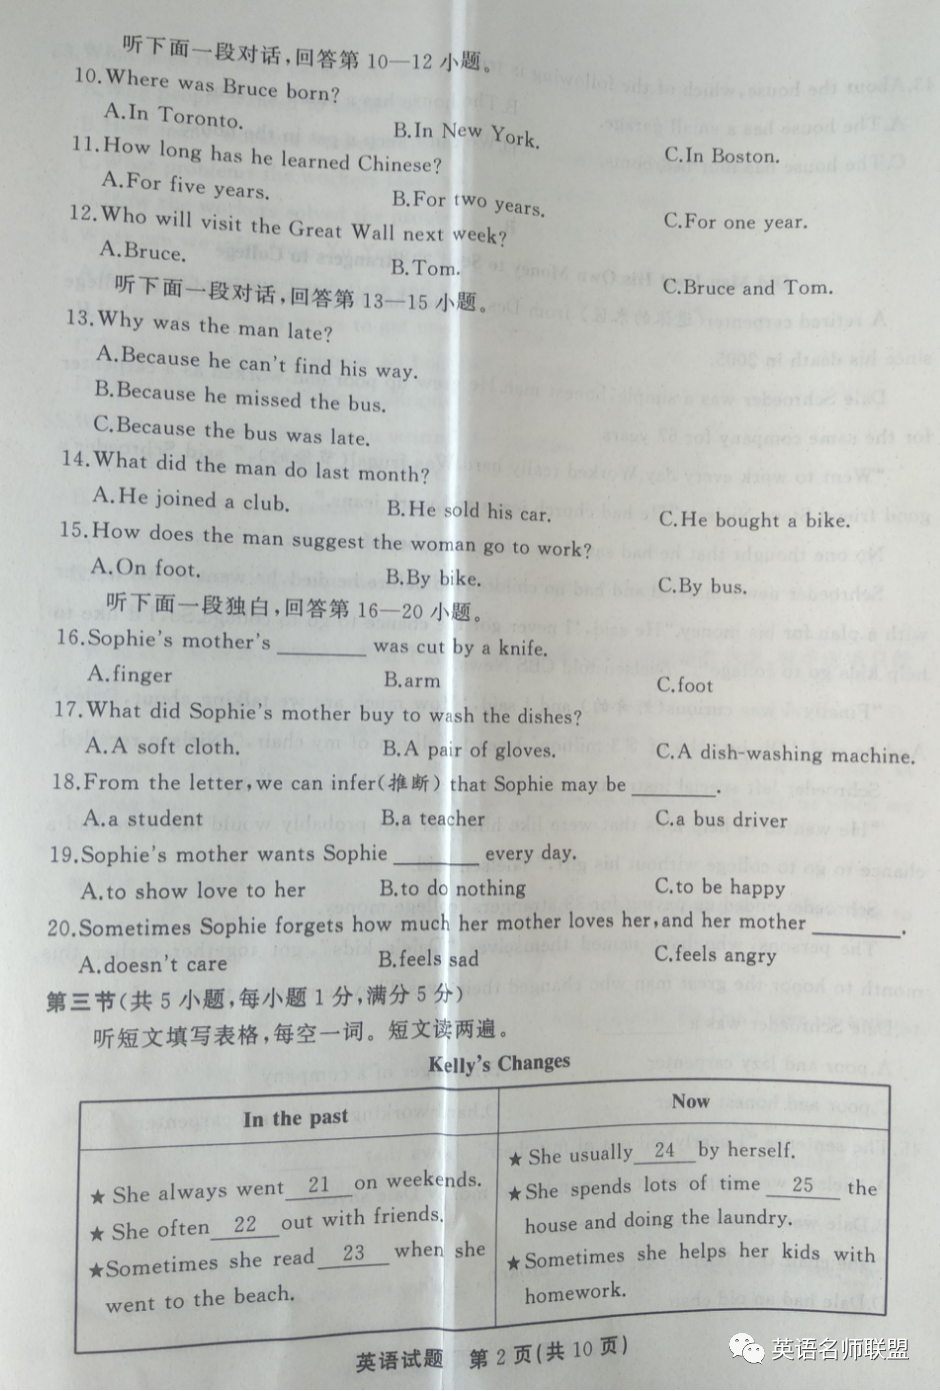 听下面一段对话,回答第 10—12 小题。
10.Where was Bruce born?
A.In Toronto. B.In New York. C.In Boston.
11.How long has he learned Chinese?
A.For five years. B.For two years. C.For one year.
12.Who will visit the Great Wall next week?
A.Bruce. B.Tom. C.Bruce and Tom.
听下面一段对话,回答第 13—15 小题。
13.Why was the man late?
A.Because he can't find his way.
B.Because he missed the bus.
C.Because the bus was late.
14.What did the man do last month?
A.He joined a club. B.He sold his car. C.He bought a bike.
15.How does the man suggest the woman go to work?
A.On foot. B.By bike. C.By bus.
听下面一段独白,回答第 16—20 小题。
16.Sophie's mother's ________ was cut by a knife.
A.finger B.arm C.foot
17.What did Sophie's mother buy to wash the dishes?
A.A soft cloth. B.A pair of gloves. C.A dish-washing machine.
18.From the letter,we can infer(推断) that Sophie may be ________.
A.a student B.a teacher C.a bus driver
19.Sophie's mother wants Sophie ________ every day.
A.to show love to her B.to do nothing C.to be happy
20.Sometimes Sophie forgets how much her mother loves her,and her mother ________.
A.doesn't care B.feels sad C.feels angry
第三节(共 5 小题,每小题 1 分,满分 5 分)
听短文填写表格,每空一词。短文读两遍。
Kelly's Changes
In the past
★ She always went 21 on weekends.
★ She often 22 out with friends.
★Sometimes she read 23 when she
went to the beach.
Now
★ She usually 24 by herself.
★She spends lots of time 25 the
house and doing the laundry.
★Sometimes she helps her kids with
homework.
英语试题 第 2 页(共 10 页)
英语名师联盟